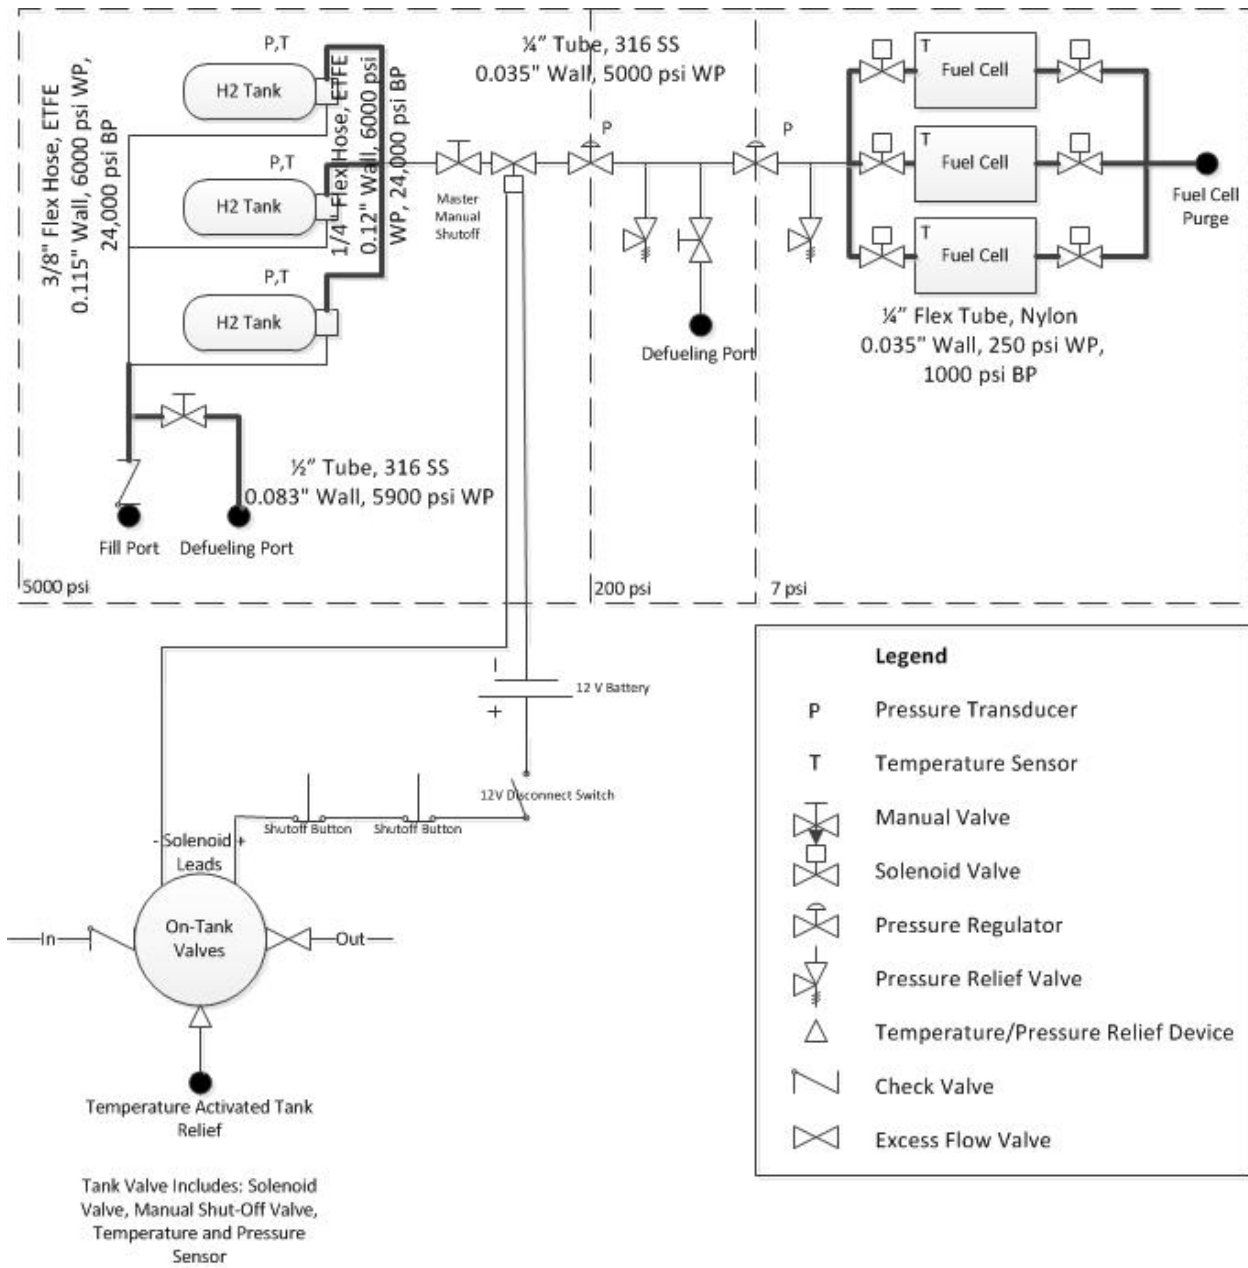 P,T
H2 Tank
P,T
H2 Tank
P,T
H2 Tank
3/8" Flex Hose, ETFE
0.115" Wall, 6000 psi WP,
24,000 psi BP
1/4" Flex Hose, ETFE
0.12" Wall, 6000 psi
WP, 24,000 psi BP
¼” Tube, 316 SS
0.035" Wall, 5000 psi WP
P
P
Master
Manual
Shutoff
Defueling Port
T
Fuel Cell
T
Fuel Cell
T
Fuel Cell
Fuel Cell
Purge
¼” Flex Tube, Nylon
0.035" Wall, 250 psi WP,
1000 psi BP
½” Tube, 316 SS
0.083" Wall, 5900 psi WP
Fill Port
Defueling Port
5000 psi
200 psi
7 psi
-
12 V Battery
+
12V Disconnect Switch
Shutoff Button
Shutoff Button
- Solenoid +
Leads
On-Tank
Valves
In
Out
Temperature Activated Tank
Relief
Tank Valve Includes: Solenoid
Valve, Manual Shut-Off Valve,
Temperature and Pressure
Sensor
Legend
P Pressure Transducer
T Temperature Sensor
Manual Valve
Solenoid Valve
Pressure Regulator
Pressure Relief Valve
Temperature/Pressure Relief Device
Check Valve
Excess Flow Valve